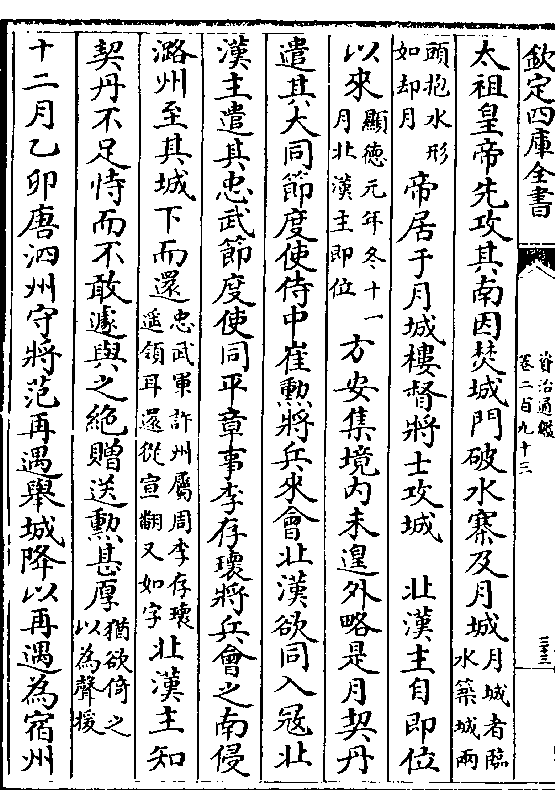 欽定四庫全書
資治通鑑
卷二百九十三
三三
太祖皇帝先攻其南因焚城門破水寨及月城月城者臨水築城兩
頭抱水形如却月 帝居于月城樓督將士攻城 北漢主自即位
以來顯德元年冬十一月北漢主即位 方安集境内未遑外略是月契丹
遣其大同節度使侍中崔勲將兵來會北漢欲同入冦北
漢主遣其忠武節度使同平章事李存瓌將兵會之南侵
潞州至其城下而還忠武軍許州屬周李存瓌遥領耳還從宣翻又如字北漢主知
契丹不足恃而不敢遽與之絶贈送勲甚厚猶欲倚之以為聲援
十二月乙卯唐泗州守將范再遇舉城降以再遇為宿州